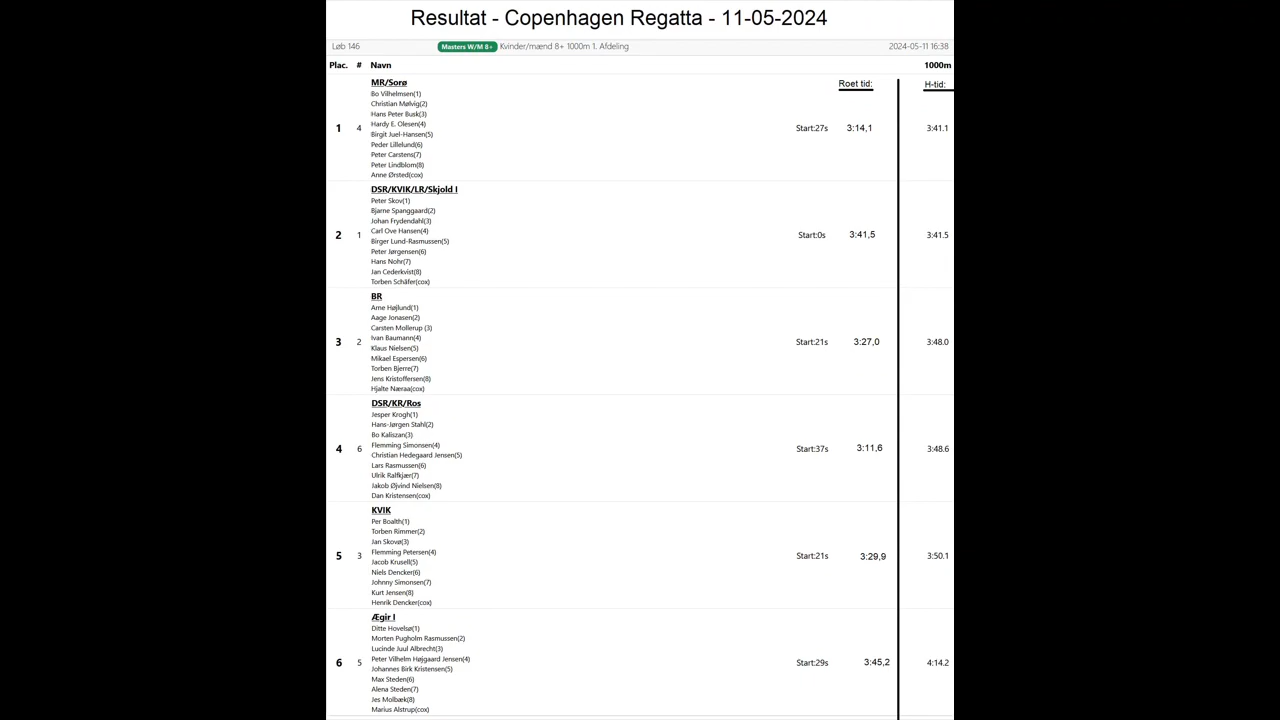 Resultat - Copenhagen Regatta - 11-05-2024
Løb 146 Masters W/M 8+ Kvinder/mænd 8+ 1000m 1. Afdeling 2024-05-11 16:38
Plac. # Navn 1000m
MR/Sorø Roet tid: H-tid:
Bo Vilhelmsen(1)
Christian Mølvig(2)
Hans Peter Busk(3)
Hardy E. Olesen(4)
1 4 Start:27s 3:14,1 3:41.1
Birgit Juel-Hansen(5)
Peder Lillelund(6)
Peter Carstens(7)
Peter Lindblom(8)
Anne Ørsted(cox)
DSR/KVIK/LR/Skjold I
Peter Skov(1)
Bjarne Spanggaard(2)
Johan Frydendahl(3)
Carl Ove Hansen(4)
2 1 Start:0s 3:41,5 3:41.5
Birger Lund-Rasmussen(5)
Peter Jørgensen(6)
Hans Nohr(7)
Jan Cederkvist(8)
Torben Schäfer(cox)
BR
Arne Højlund(1)
Aage Jonasen(2)
Carsten Mollerup (3)
Ivan Baumann(4)
3 2 Start:21s 3:27,0 3:48.0
Klaus Nielsen(5)
Mikael Espersen(6)
Torben Bjerre(7)
Jens Kristoffersen(8)
Hjalte Næraa(cox)
DSR/KR/Ros
Jesper Krogh(1)
Hans-Jørgen Stahl(2)
Bo Kaliszan(3)
Flemming Simonsen(4)
4 6 Start:37s 3:11,6 3:48.6
Christian Hedegaard Jensen(5)
Lars Rasmussen(6)
Ulrik Ralfkjær(7)
Jakob Øjvind Nielsen(8)
Dan Kristensen(cox)
KVIK
Per Boalth(1)
Torben Rimmer(2)
Jan Skovø(3)
Flemming Petersen(4)
5 3 Start:21s 3:29,9 3:50.1
Jacob Krusell(5)
Niels Dencker(6)
Johnny Simonsen(7)
Kurt Jensen(8)
Henrik Dencker(cox)
Ægir I
Ditte Hovelsø(1)
Morten Pugholm Rasmussen(2)
Lucinde Juul Albrecht(3)
Peter Vilhelm Højgaard Jensen(4)
6 5 Start:29s 3:45,2 4:14.2
Johannes Birk Kristensen(5)
Max Steden(6)
Alena Steden(7)
Jes Molbæk(8)
Marius Alstrup(cox)